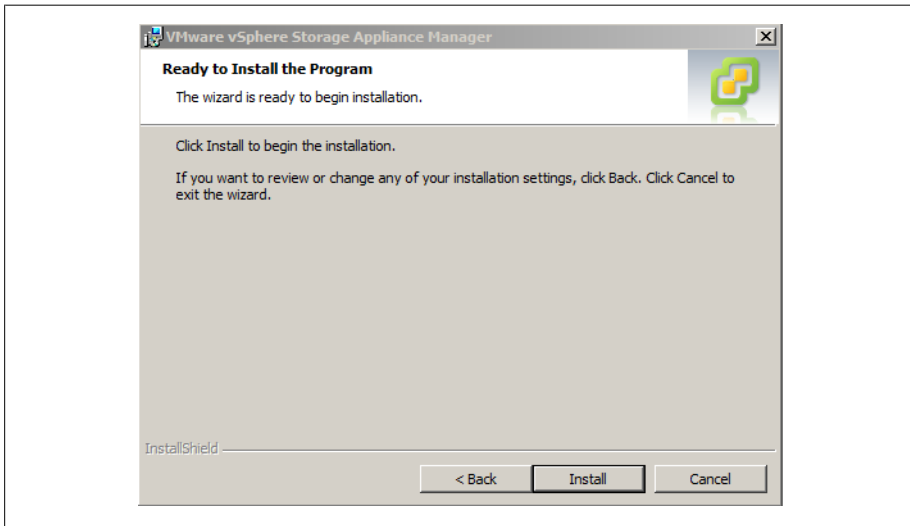 VMware vSphere Storage Appliance Manager
Ready to Install the Program
The wizard is ready to begin installation.
Click Install to begin the installation.
If you want to review or change any of your installation settings, click Back. Click Cancel to
exit the wizard.
InstallShield
< Back Install Cancel